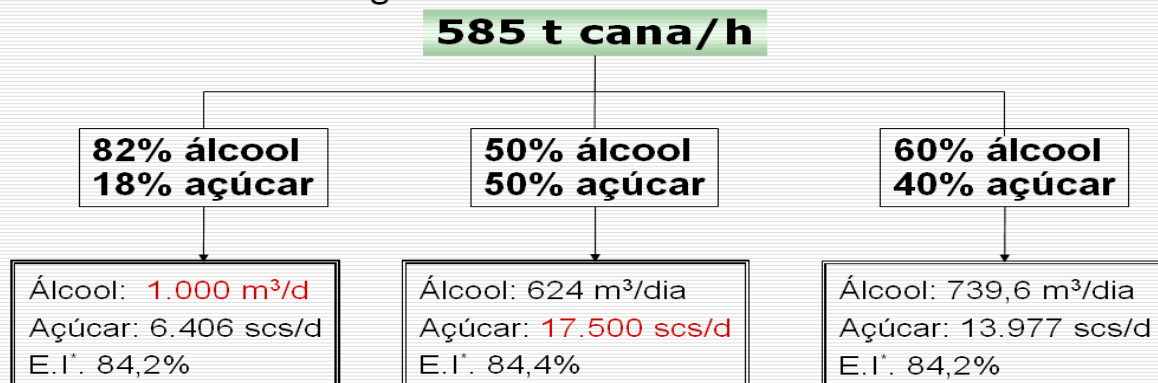 585 t cana/h
82% álcool
18% açúcar
50% álcool
50% açúcar
60% álcool
40% açúcar
Álcool: 1.000 m³/d
Açúcar: 6.406 scs/d
E.I*. 84,2%
Álcool: 624 m³/dia
Açúcar: 17.500 scs/d
E.I*. 84,4%
Álcool: 739,6 m³/dia
Açúcar: 13.977 scs/d
E.I*. 84,2%